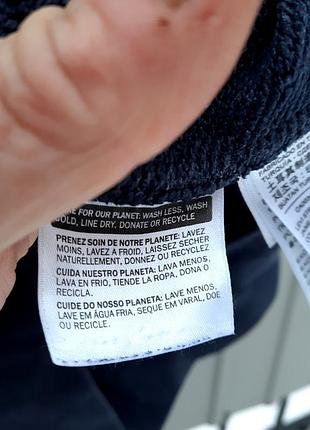 FOR OUR PLANET: WASH LESS, WASH
COLD, LINE DRY, DONATE OR RECYCLE
PRENEZ SOIN DE NOTRE PLANETE: LAVEZ
MOINS, LAVEZ A FROID, LAISSEZ SECHER
NATURELLEMENT, DONNEZ OU RECYCLEZ
CUIDA NUESTRO PLANETA: LAVA MENOS,
LAVA EN FRIO, TIENDE LA ROPA, DONA O
RECICLA.
CUIDE DO NOSSO PLANETA: LAVE MENOS,
LAVE EM ÁGUA FRIA, SEQUE EM VARAL, DOE
OU RECICLE.
FABRICADO EN